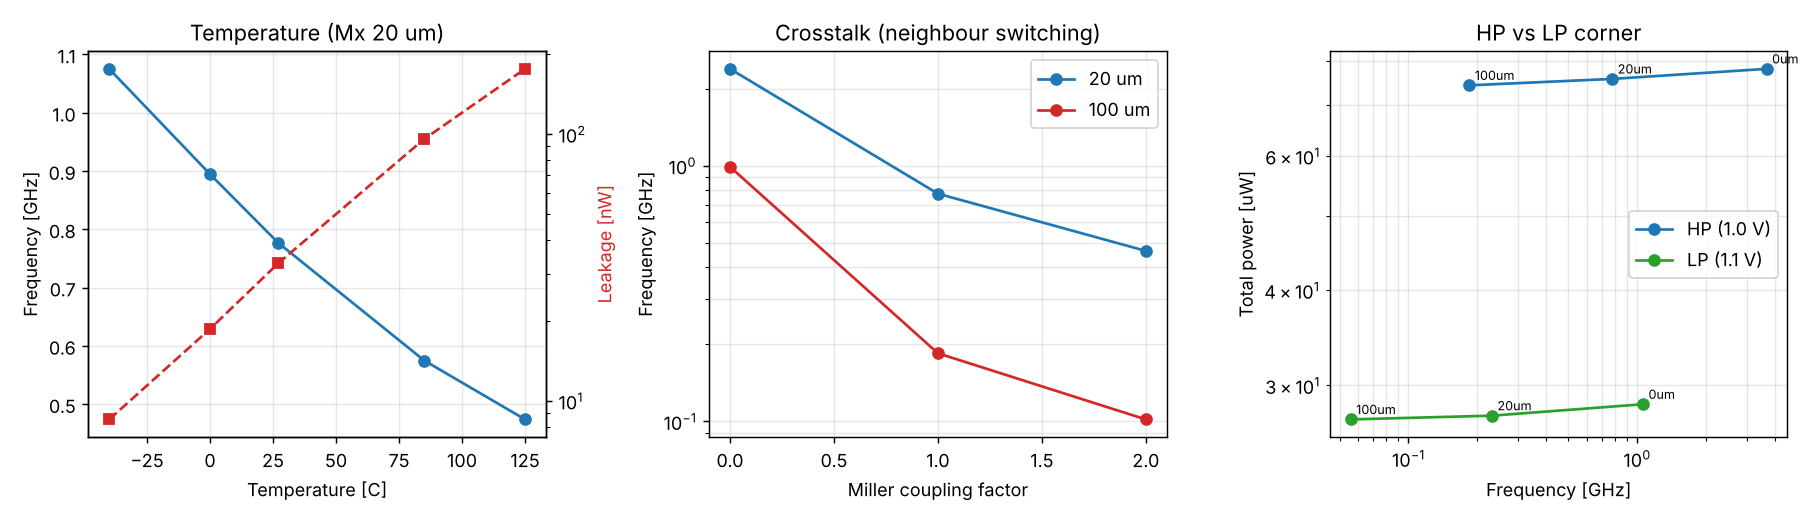 Temperature (Mx 20 um)
Frequency [GHz]
1.1
1.0
0.9
0.8
0.7
0.6
0.5
−25
0
25
50
75
100
125
Temperature [C]
10²
10¹
Leakage [nW]
Crosstalk (neighbour switching)
20 um
100 um
Frequency [GHz]
10⁰
10⁻¹
0.0
0.5
1.0
1.5
2.0
Miller coupling factor
HP vs LP corner
100um
20um
0um
HP (1.0 V)
LP (1.1 V)
Total power [uW]
6 × 10¹
4 × 10¹
3 × 10¹
100um
20um
0um
10⁻¹
10⁰
Frequency [GHz]